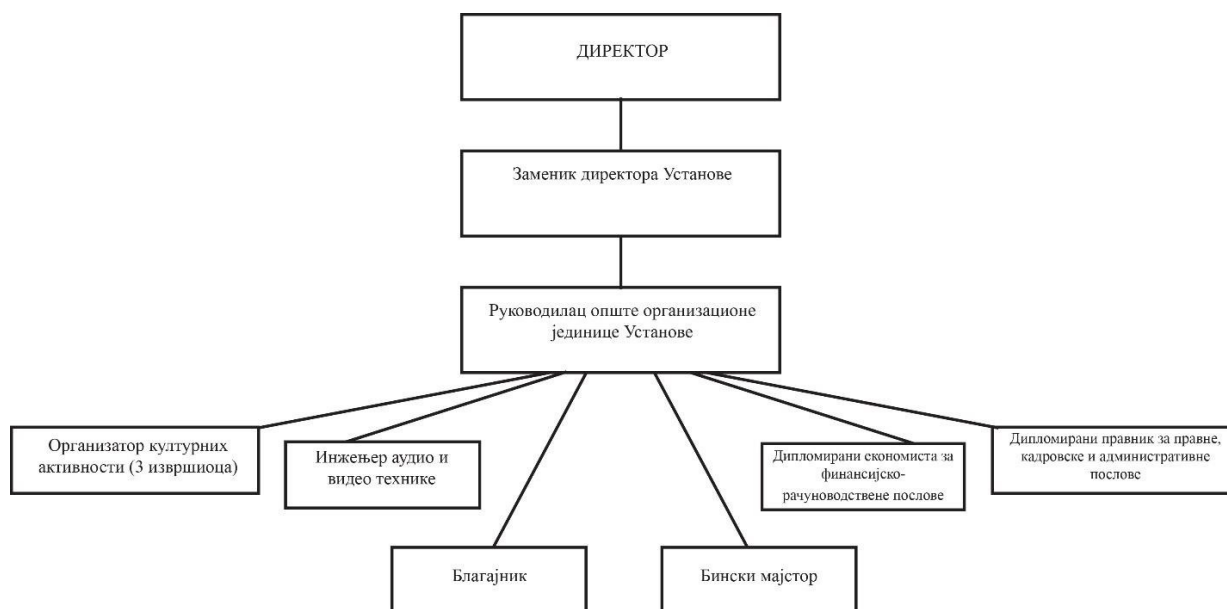 ДИРЕКТОР
Заменик директора Установе
Руководилац опште организационе
јединице Установе
Организатор културних
активности (3 извршиоца)
Инжењер аудио и
видео технике
Дипломирани економиста за
финансијско-
рачуноводствене послове
Дипломирани правник за правне,
кадровске и административне
послове
Благајник
Бински мајстор